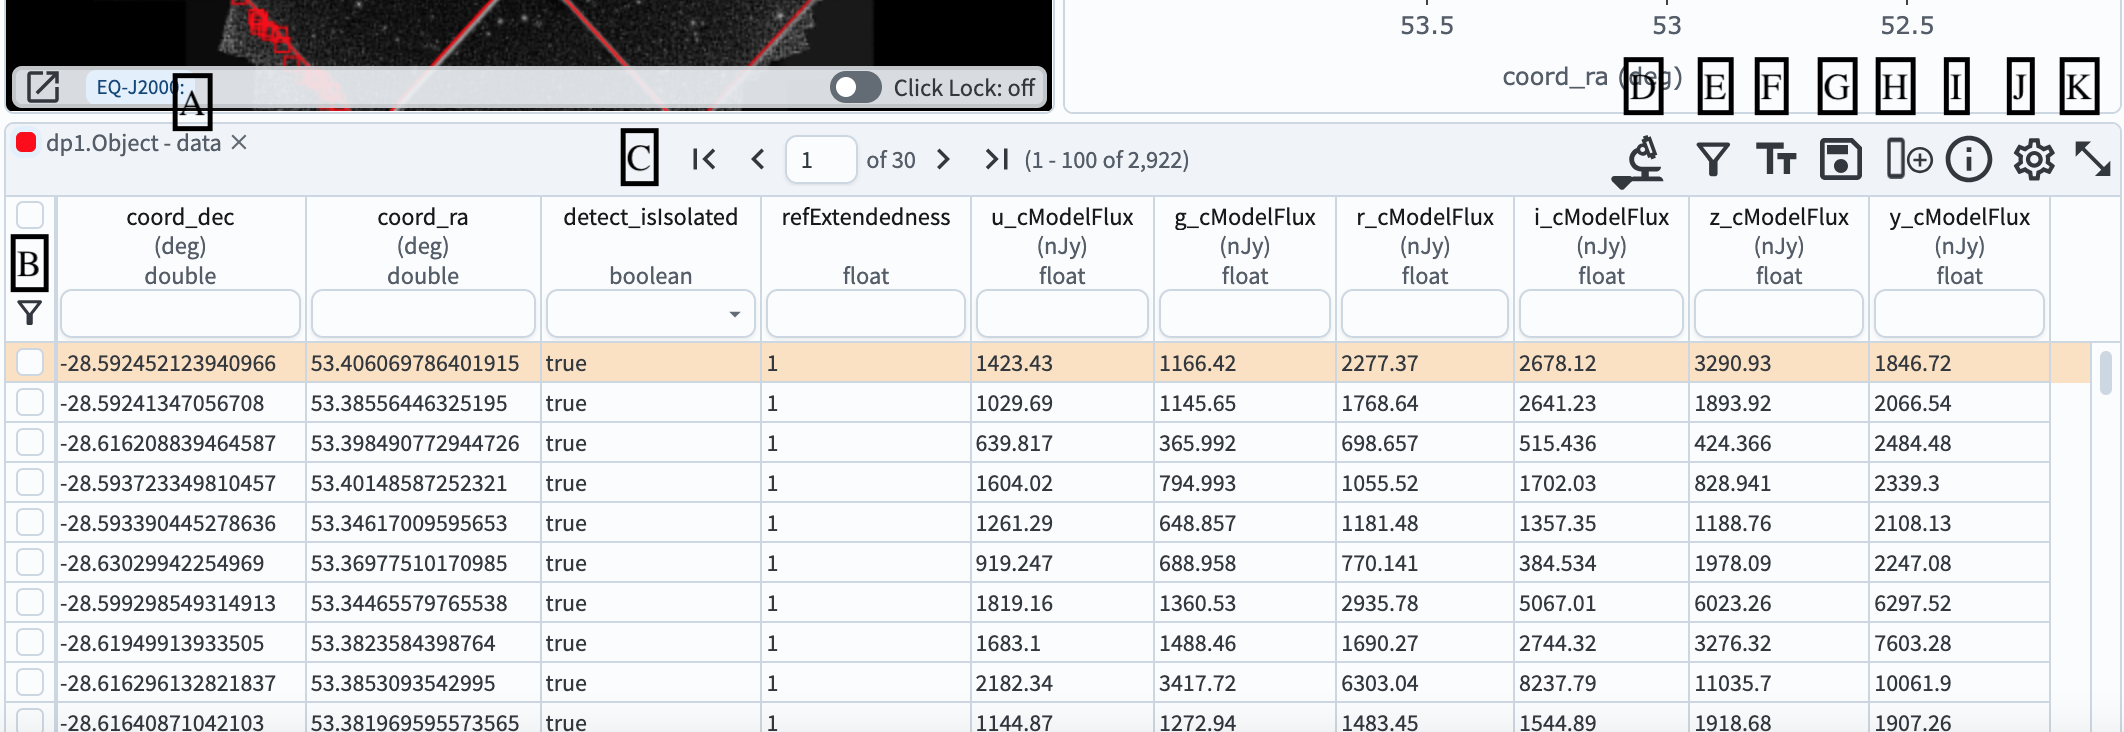 53.5 53 52.5
EQ-J2000: Click Lock: off
coord_ra (deg)
A D E F G H I J K
dp1.Object - data
C 1 of 30 (1 - 100 of 2,922)
coord_dec coord_ra detect_isIsolated refExtendedness u_cModelFlux g_cModelFlux r_cModelFlux i_cModelFlux z_cModelFlux y_cModelFlux
(deg) (deg) (nJy) (nJy) (nJy) (nJy) (nJy) (nJy)
B double double boolean float float float float float float float
-28.592452123940966 53.406069786401915 true 1 1423.43 1166.42 2277.37 2678.12 3290.93 1846.72
-28.59241347056708 53.38556446325195 true 1 1029.69 1145.65 1768.64 2641.23 1893.92 2066.54
-28.616208839464587 53.398490772944726 true 1 639.817 365.992 698.657 515.436 424.366 2484.48
-28.593723349810457 53.40148587252321 true 1 1604.02 794.993 1055.52 1702.03 828.941 2339.3
-28.593390445278636 53.34617009595653 true 1 1261.29 648.857 1181.48 1357.35 1188.76 2108.13
-28.63029942254969 53.36977510170985 true 1 919.247 688.958 770.141 384.534 1978.09 2247.08
-28.599298549314913 53.34465579765538 true 1 1819.16 1360.53 2935.78 5067.01 6023.26 6297.52
-28.61949913933505 53.3823584398764 true 1 1683.1 1488.46 1690.27 2744.32 3276.32 7603.28
-28.616296132821837 53.3853093542995 true 1 2182.34 3417.72 6303.04 8237.79 11035.7 10061.9
-28.61640871042103 53.381969595573565 true 1 1144.87 1272.94 1483.45 1544.89 1918.68 1907.26